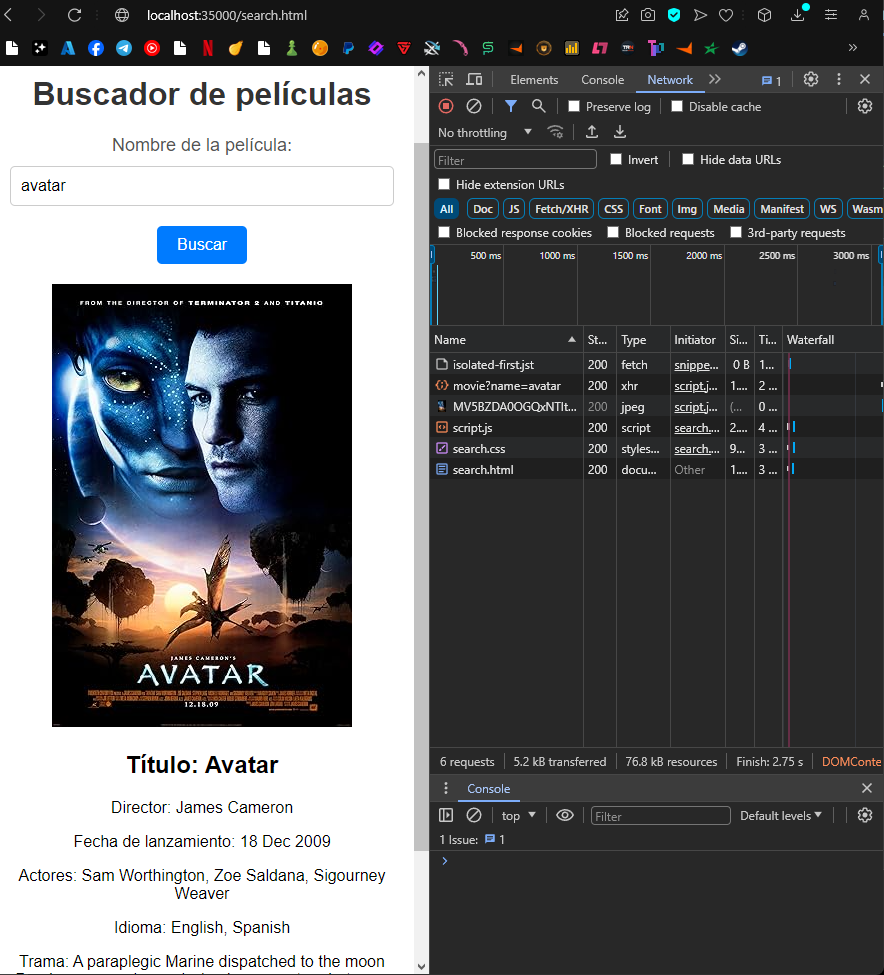 localhost:35000/search.html
Buscador de películas
Nombre de la película:
avatar
Buscar
FROM THE DIRECTOR OF TERMINATOR 2 AND TITANIC
JAMES CAMERON'S
AVATAR
12.18.09
Título: Avatar
Director: James Cameron
Fecha de lanzamiento: 18 Dec 2009
Actores: Sam Worthington, Zoe Saldana, Sigourney
Weaver
Idioma: English, Spanish
Trama: A paraplegic Marine dispatched to the moon
Elements Console Network 1
Preserve log Disable cache
No throttling
Filter Invert Hide data URLs
Hide extension URLs
All Doc JS Fetch/XHR CSS Font Img Media Manifest WS Wasm
Blocked response cookies Blocked requests 3rd-party requests
500 ms 1000 ms 1500 ms 2000 ms 2500 ms 3000 ms
Name St... Type Initiator Si... Ti... Waterfall
isolated-first.jst 200 fetch snippe... 0 B 1...
movie?name=avatar 200 xhr script.j... 1.... 2 ...
MV5BZDA0OGQxNTIt... 200 jpeg script.j... (... 0 ...
script.js 200 script search.... 2.... 4 ...
search.css 200 styles... search.... 9... 3 ...
search.html 200 docu... Other 1.... 3 ...
6 requests 5.2 kB transferred 76.8 kB resources Finish: 2.75 s DOMConte
Console
top Filter Default levels
1 Issue: 1